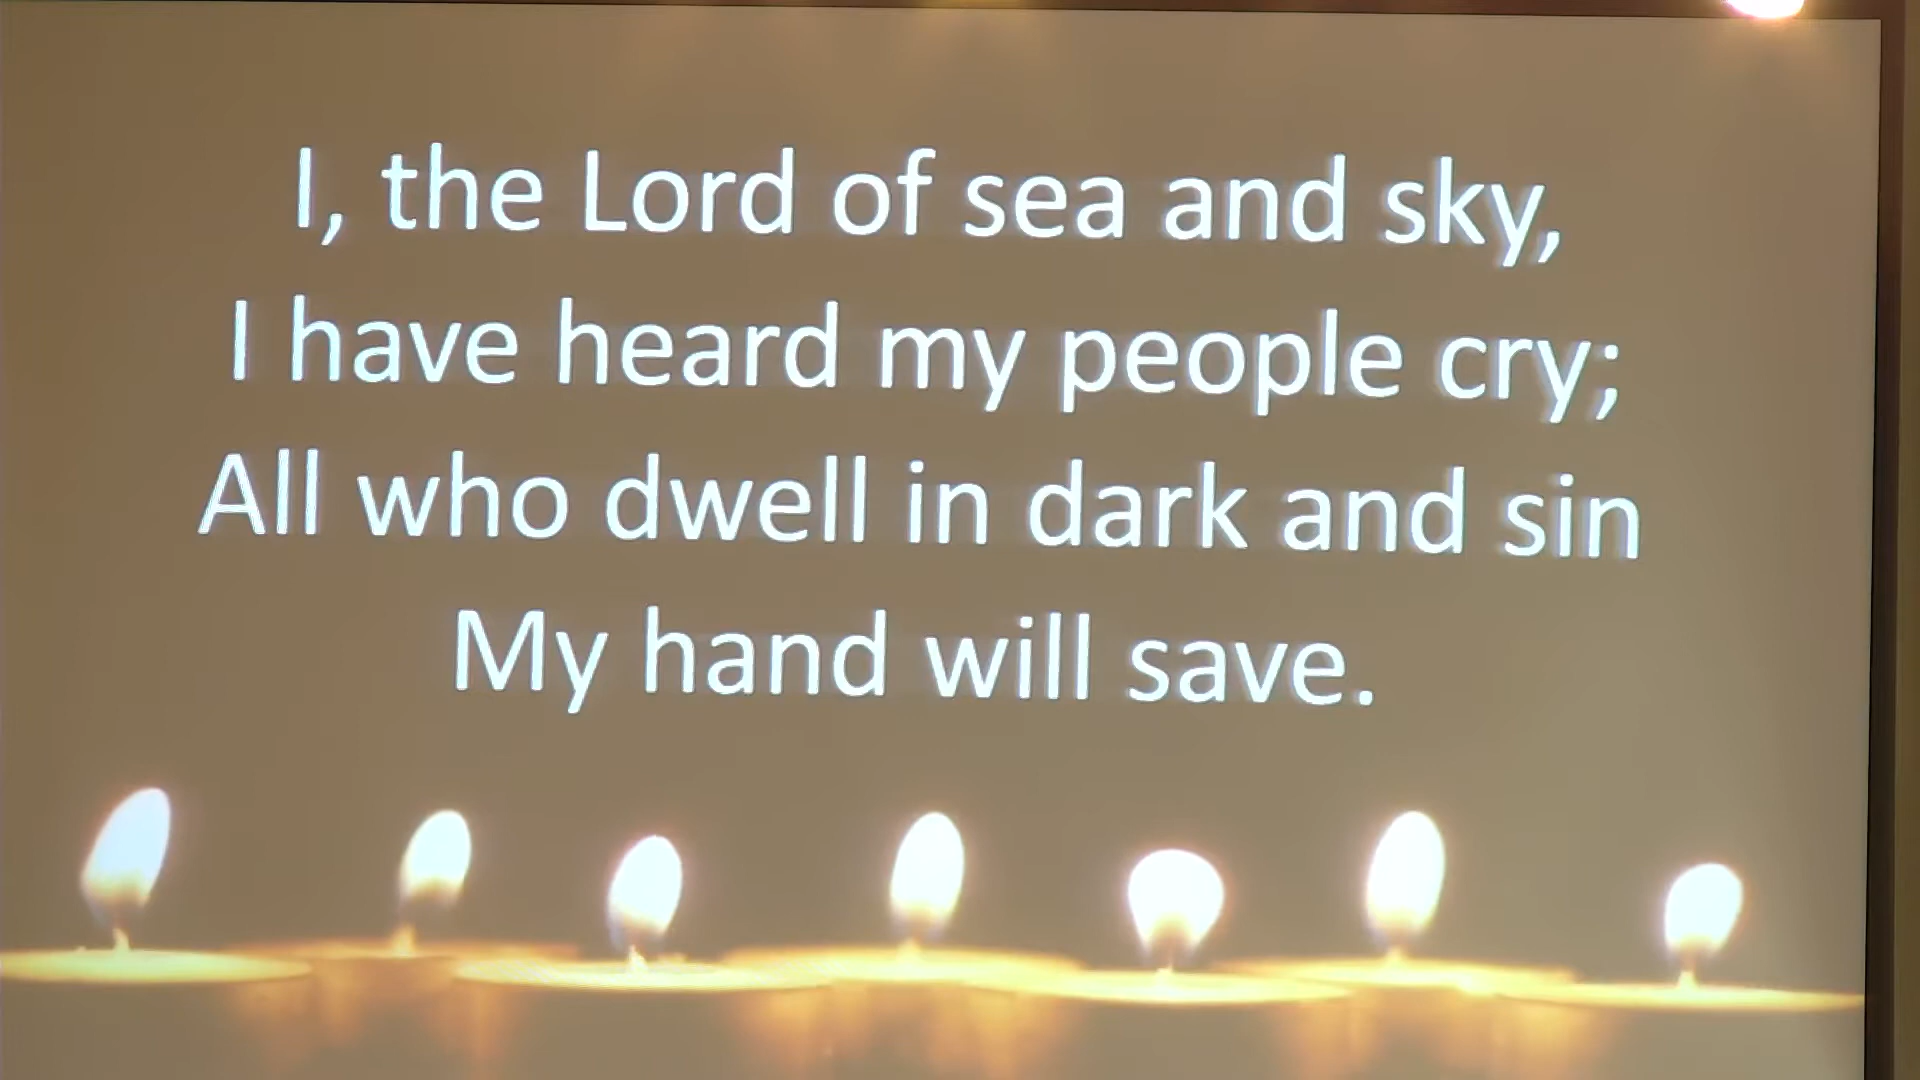 I, the Lord of sea and sky,
I have heard my people cry;
All who dwell in dark and sin
My hand will save.